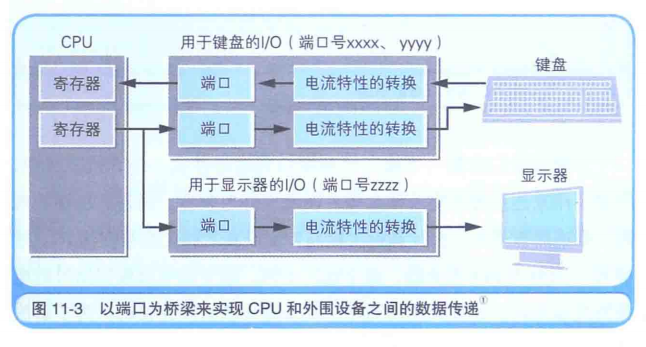 CPU
用于键盘的I/O（端口号xxxx、 yyyy）
键盘
寄存器
端口
电流特性的转换
寄存器
端口
电流特性的转换
用于显示器的I/O（端口号zzzz）
显示器
端口
电流特性的转换
图 11-3 以端口为桥梁来实现 CPU 和外围设备之间的数据传递①